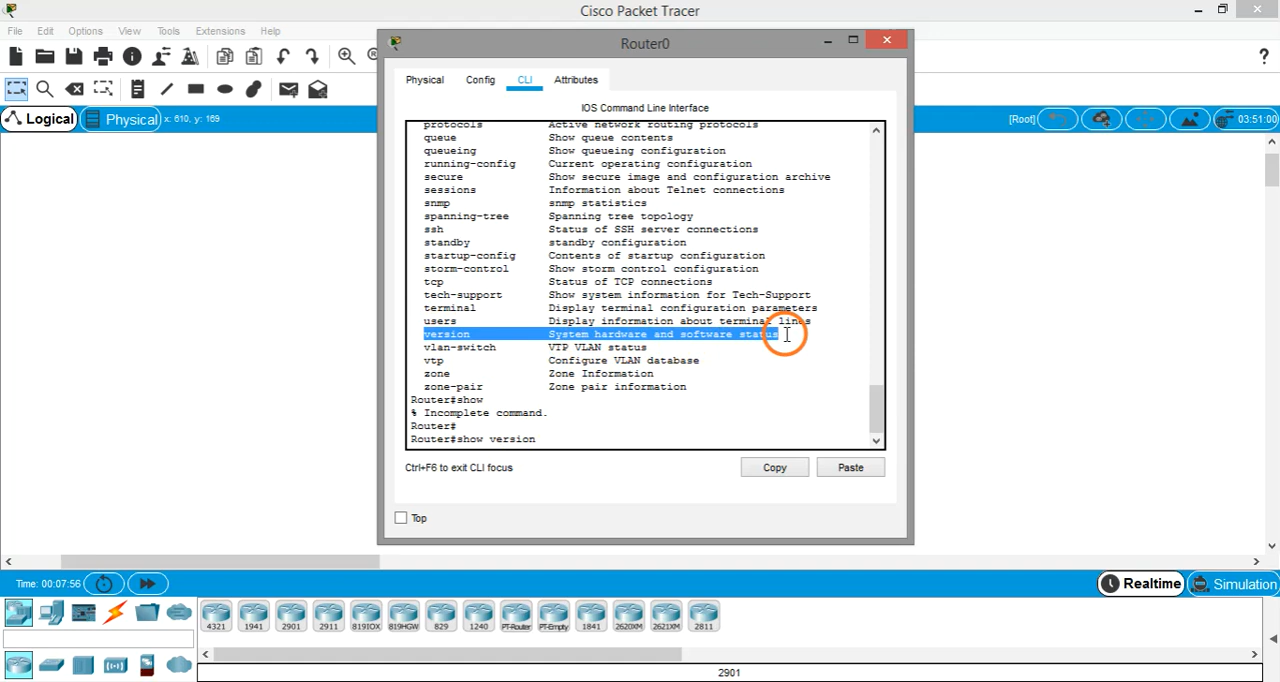 Cisco Packet Tracer
File Edit Options View Tools Extensions Help
Router0
?
Physical Config CLI Attributes
IOS Command Line Interface
Logical
Physical x: 610, y: 169
[Root]
03:51:00
protocols Active network routing protocols
queue Show queue contents
queueing Show queueing configuration
running-config Current operating configuration
secure Show secure image and configuration archive
sessions Information about Telnet connections
snmp snmp statistics
spanning-tree Spanning tree topology
ssh Status of SSH server connections
standby standby configuration
startup-config Contents of startup configuration
storm-control Show storm control configuration
tcp Status of TCP connections
tech-support Show system information for Tech-Support
terminal Display terminal configuration parameters
users Display information about terminal lines
version System hardware and software status
vlan-switch VTP VLAN status
vtp Configure VLAN database
zone Zone Information
zone-pair Zone pair information
Router#show
% Incomplete command.
Router#
Router#show version
Ctrl+F6 to exit CLI focus
Copy
Paste
Top
Time: 00:07:56
Realtime
Simulation
4321 1941 2901 2911 819IOX 819HGW 829 1240 PT-Router PT-Empty 1841 2620XM 2621XM 2811
2901